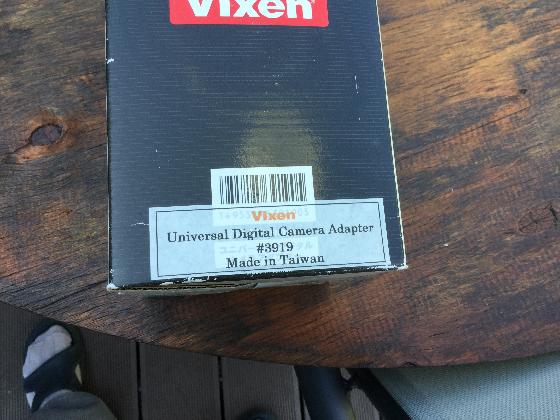 Vixen
Vixen
Universal Digital Camera Adapter
#3919
Made in Taiwan